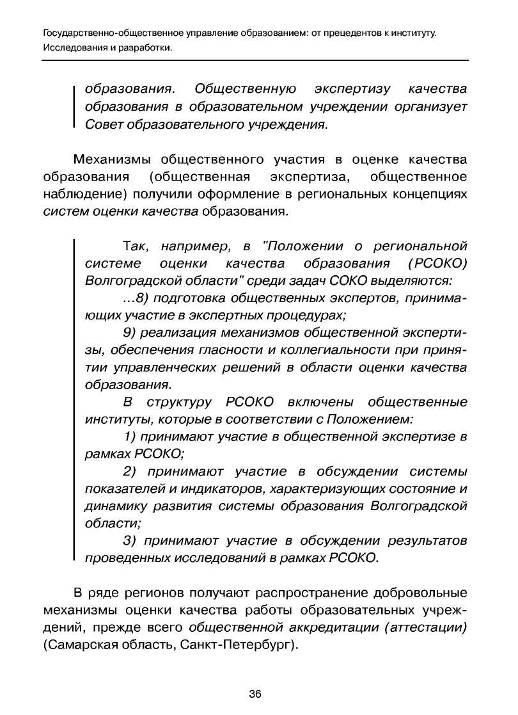 Государственно-общественное управление образованием: от прецедентов к институту.
Исследования и разработки.
образования. Общественную экспертизу качества
образования в образовательном учреждении организует
Совет образовательного учреждения.
Механизмы общественного участия в оценке качества
образования (общественная экспертиза, общественное
наблюдение) получили оформление в региональных концепциях
систем оценки качества образования.
Так, например, в "Положении о региональной
системе оценки качества образования (РСОКО)
Волгоградской области" среди задач СОКО выделяются:
…8) подготовка общественных экспертов, принима-
ющих участие в экспертных процедурах;
9) реализация механизмов общественной эксперти-
зы, обеспечения гласности и коллегиальности при приня-
тии управленческих решений в области оценки качества
образования.
В структуру РСОКО включены общественные
институты, которые в соответствии с Положением:
1) принимают участие в общественной экспертизе в
рамках РСОКО;
2) принимают участие в обсуждении системы
показателей и индикаторов, характеризующих состояние и
динамику развития системы образования Волгоградской
области;
3) принимают участие в обсуждении результатов
проведенных исследований в рамках РСОКО.
В ряде регионов получают распространение добровольные
механизмы оценки качества работы образовательных учреж-
дений, прежде всего общественной аккредитации (аттестации)
(Самарская область, Санкт-Петербург).
36